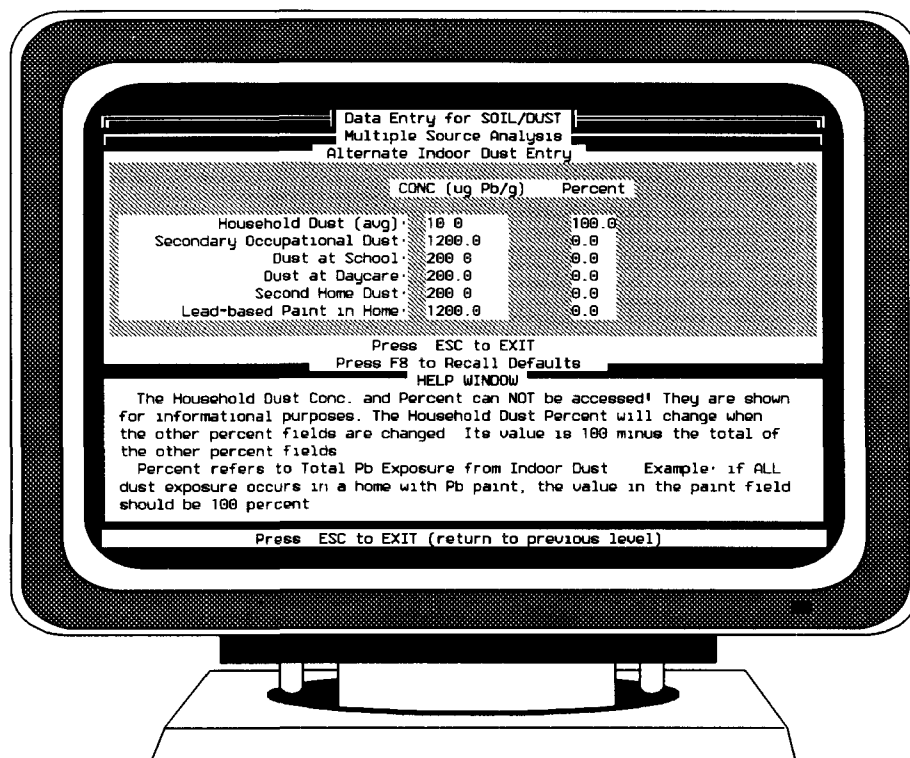 Data Entry for SOIL/DUST
Multiple Source Analysis
Alternate Indoor Dust Entry
CONC (ug Pb/g) Percent
Household Dust (avg)· 10 0 100.0
Secondary Occupational Dust· 1200.0 0.0
Dust at School· 200 0 0.0
Dust at Daycare· 200.0 0.0
Second Home Dust· 200 0 0.0
Lead-based Paint in Home· 1200.0 0.0
Press ESC to EXIT
Press F8 to Recall Defaults
HELP WINDOW
The Household Dust Conc. and Percent can NOT be accessed! They are shown
for informational purposes. The Household Dust Percent will change when
the other percent fields are changed Its value is 100 minus the total of
the other percent fields
Percent refers to Total Pb Exposure from Indoor Dust Example· if ALL
dust exposure occurs in a home with Pb paint, the value in the paint field
should be 100 percent
Press ESC to EXIT (return to previous level)